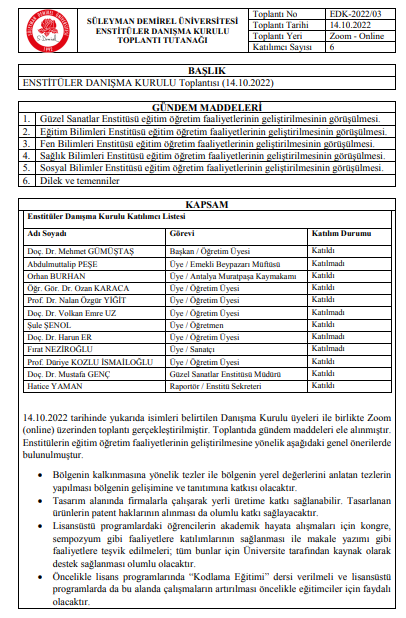 SÜLEYMAN DEMİREL ÜNİVERSİTESİ
ENSTİTÜLER DANIŞMA KURULU
TOPLANTI TUTANAĞI
Toplantı No EDK-2022/03
Toplantı Tarihi 14.10.2022
Toplantı Yeri Zoom - Online
Katılımcı Sayısı 6
BAŞLIK
ENSTİTÜLER DANIŞMA KURULU Toplantısı (14.10.2022)
GÜNDEM MADDELERİ
1. Güzel Sanatlar Enstitüsü eğitim öğretim faaliyetlerinin geliştirilmesinin görüşülmesi.
2. Eğitim Bilimleri Enstitüsü eğitim öğretim faaliyetlerinin geliştirilmesinin görüşülmesi.
3. Fen Bilimleri Enstitüsü eğitim öğretim faaliyetlerinin geliştirilmesinin görüşülmesi.
4. Sağlık Bilimleri Enstitüsü eğitim öğretim faaliyetlerinin geliştirilmesinin görüşülmesi.
5. Sosyal Bilimler Enstitüsü eğitim öğretim faaliyetlerinin geliştirilmesinin görüşülmesi.
6. Dilek ve temenniler
KAPSAM
Enstitüler Danışma Kurulu Katılımcı Listesi
Adı Soyadı Görevi Katılım Durumu
Doç. Dr. Mehmet GÜMÜŞTAŞ Başkan / Öğretim Üyesi Katıldı
Abdulmuttalip PEŞE Üye / Emekli Beypazarı Müftüsü Katılmadı
Orhan BURHAN Üye / Antalya Muratpaşa Kaymakamı Katıldı
Öğr. Gör. Dr. Ozan KARACA Üye / Öğretim Üyesi Katıldı
Prof. Dr. Nalan Özgür YİĞİT Üye / Öğretim Üyesi Katıldı
Doç. Dr. Volkan Emre UZ Üye / Öğretim Üyesi Katılmadı
Şule ŞENOL Üye / Öğretmen Katıldı
Doç. Dr. Harun ER Üye / Öğretim Üyesi Katılmadı
Fırat NEZİROĞLU Üye / Sanatçı Katılmadı
Prof. Düriye KOZLU İSMAİLOĞLU Üye / Öğretim Üyesi Katıldı
Doç. Dr. Mustafa GENÇ Güzel Sanatlar Enstitüsü Müdürü Katıldı
Hatice YAMAN Raportör / Enstitü Sekreteri Katıldı
14.10.2022 tarihinde yukarıda isimleri belirtilen Danışma Kurulu üyeleri ile birlikte Zoom
(online) üzerinden toplantı gerçekleştirilmiştir. Toplantıda gündem maddeleri ele alınmıştır.
Enstitülerin eğitim öğretim faaliyetlerinin geliştirilmesine yönelik aşağıdaki genel önerilerde
bulunulmuştur.
• Bölgenin kalkınmasına yönelik tezler ile bölgenin yerel değerlerini anlatan tezlerin
yapılması bölgenin gelişimine ve tanıtımına katkısı olacaktır.
• Tasarım alanında firmalarla çalışarak yerli üretime katkı sağlanabilir. Tasarlanan
ürünlerin patent haklarının alınması da olumlu katkı sağlayacaktır.
• Lisansüstü programlardaki öğrencilerin akademik hayata alışmaları için kongre,
sempozyum gibi faaliyetlere katılımlarının sağlanması ile makale yazımı gibi
faaliyetlere teşvik edilmeleri; tüm bunlar için Üniversite tarafından kaynak olarak
destek sağlanması olumlu olacaktır.
• Öncelikle lisans programlarında “Kodlama Eğitimi” dersi verilmeli ve lisansüstü
programlarda da bu alanda çalışmaların artırılması öncelikle eğitimciler için faydalı
olacaktır.